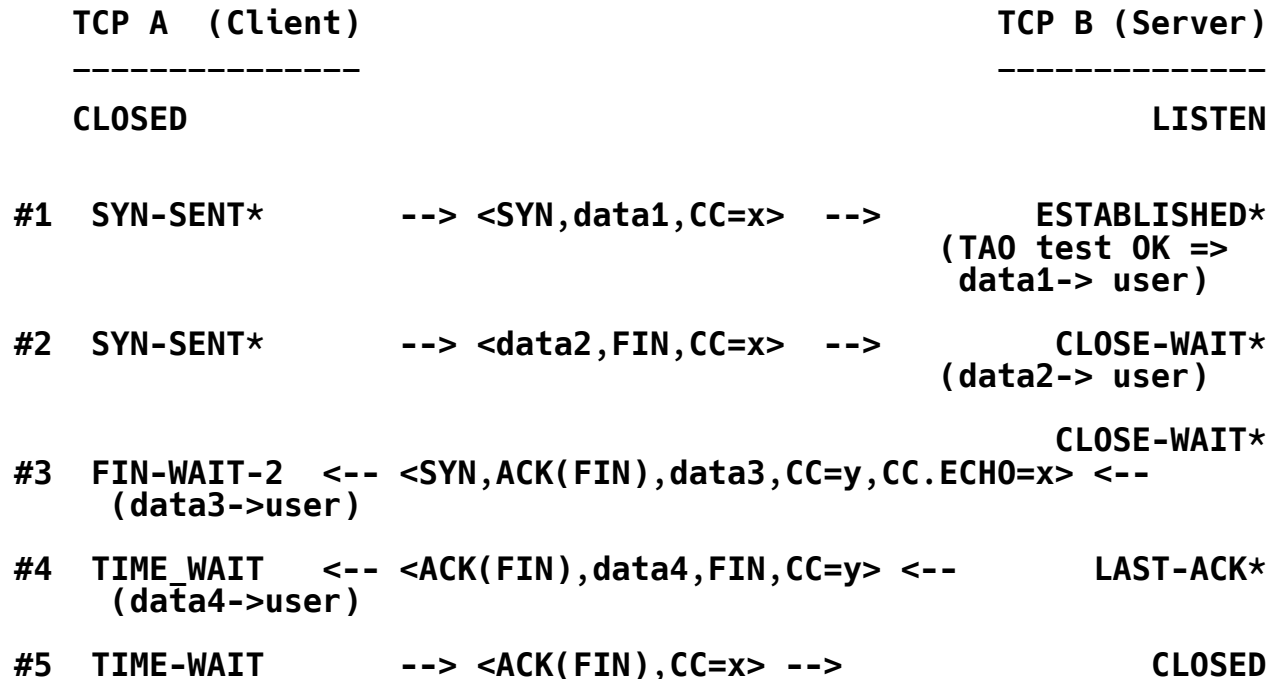 TCP A  (Client)                                 TCP B (Server)
_______________                                 ______________
CLOSED                                                  LISTEN
#1  SYN-SENT*       --> <SYN,data1,CC=x>  -->        ESTABLISHED*
(TAO test OK =>
data1-> user)
#2  SYN-SENT*       --> <data2,FIN,CC=x>  -->         CLOSE-WAIT*
(data2-> user)
CLOSE-WAIT*
#3  FIN-WAIT-2  <-- <SYN,ACK(FIN),data3,CC=y,CC.ECHO=x> <--
(data3->user)
#4  TIME_WAIT   <-- <ACK(FIN),data4,FIN,CC=y> <--       LAST-ACK*
(data4->user)
#5  TIME-WAIT       --> <ACK(FIN),CC=x> -->                CLOSED